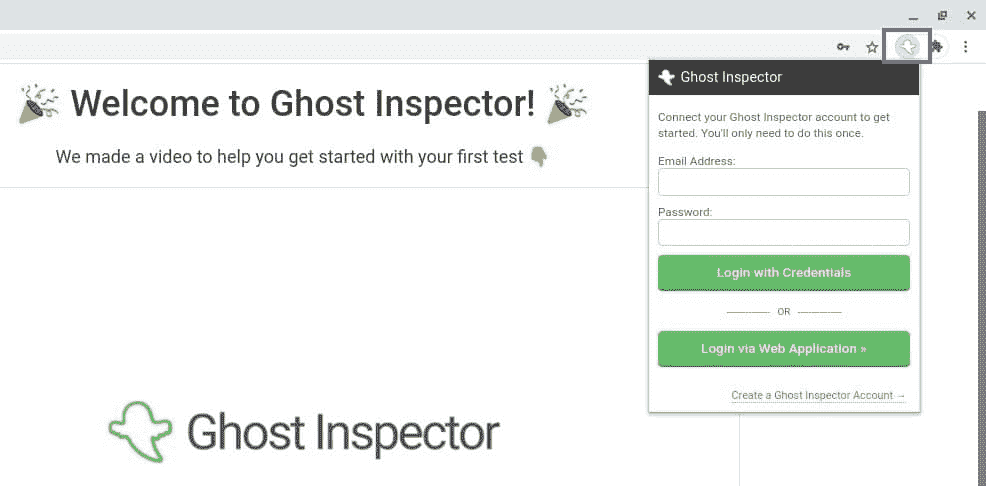 Welcome to Ghost Inspector!
We made a video to help you get started with your first test
Ghost Inspector
Ghost Inspector
Connect your Ghost Inspector account to get
started. You'll only need to do this once.
Email Address:
Password:
Login with Credentials
OR
Login via Web Application »
Create a Ghost Inspector Account →